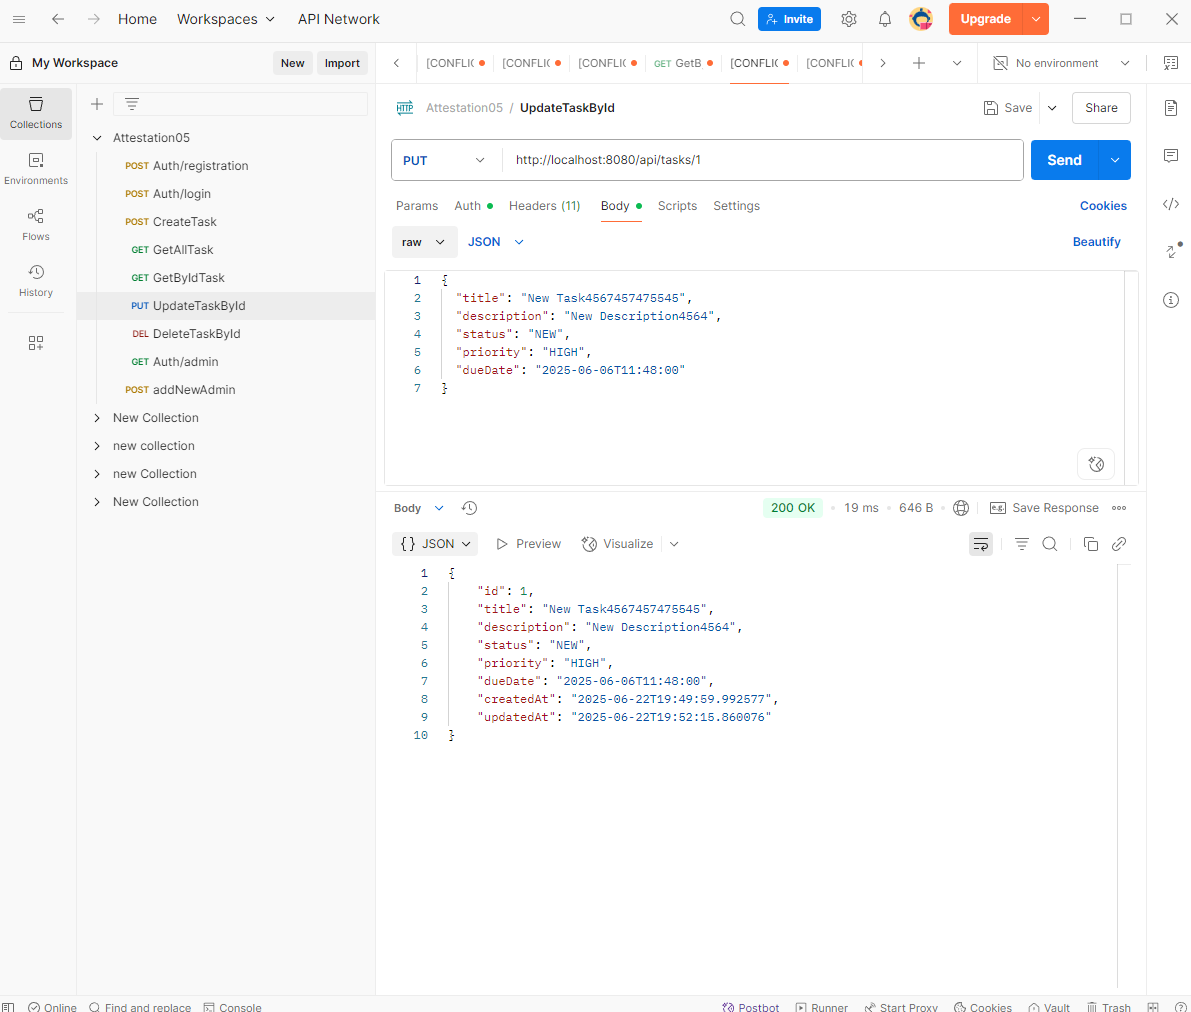 Home Workspaces API Network Invite Upgrade
My Workspace New Import [CONFLIC [CONFLIC [CONFLIC GET GetB [CONFLIC [CONFLIC No environment
Collections
Environments
Flows
History
Attestation05
POST Auth/registration
POST Auth/login
POST CreateTask
GET GetAllTask
GET GetByIdTask
PUT UpdateTaskById
DEL DeleteTaskById
GET Auth/admin
POST addNewAdmin
New Collection
new collection
new Collection
New Collection
HTTP Attestation05 / UpdateTaskById Save Share
PUT http://localhost:8080/api/tasks/1 Send
Params Auth Headers (11) Body Scripts Settings Cookies
raw JSON Beautify
1 {
2 "title": "New Task4567457475545",
3 "description": "New Description4564",
4 "status": "NEW",
5 "priority": "HIGH",
6 "dueDate": "2025-06-06T11:48:00"
7 }
Body 200 OK 19 ms 646 B e.g. Save Response
{} JSON Preview Visualize
1 {
2 "id": 1,
3 "title": "New Task4567457475545",
4 "description": "New Description4564",
5 "status": "NEW",
6 "priority": "HIGH",
7 "dueDate": "2025-06-06T11:48:00",
8 "createdAt": "2025-06-22T19:49:59.992577",
9 "updatedAt": "2025-06-22T19:52:15.860076"
10 }
Online Find and replace Console Postbot Runner Start Proxy Cookies Vault Trash